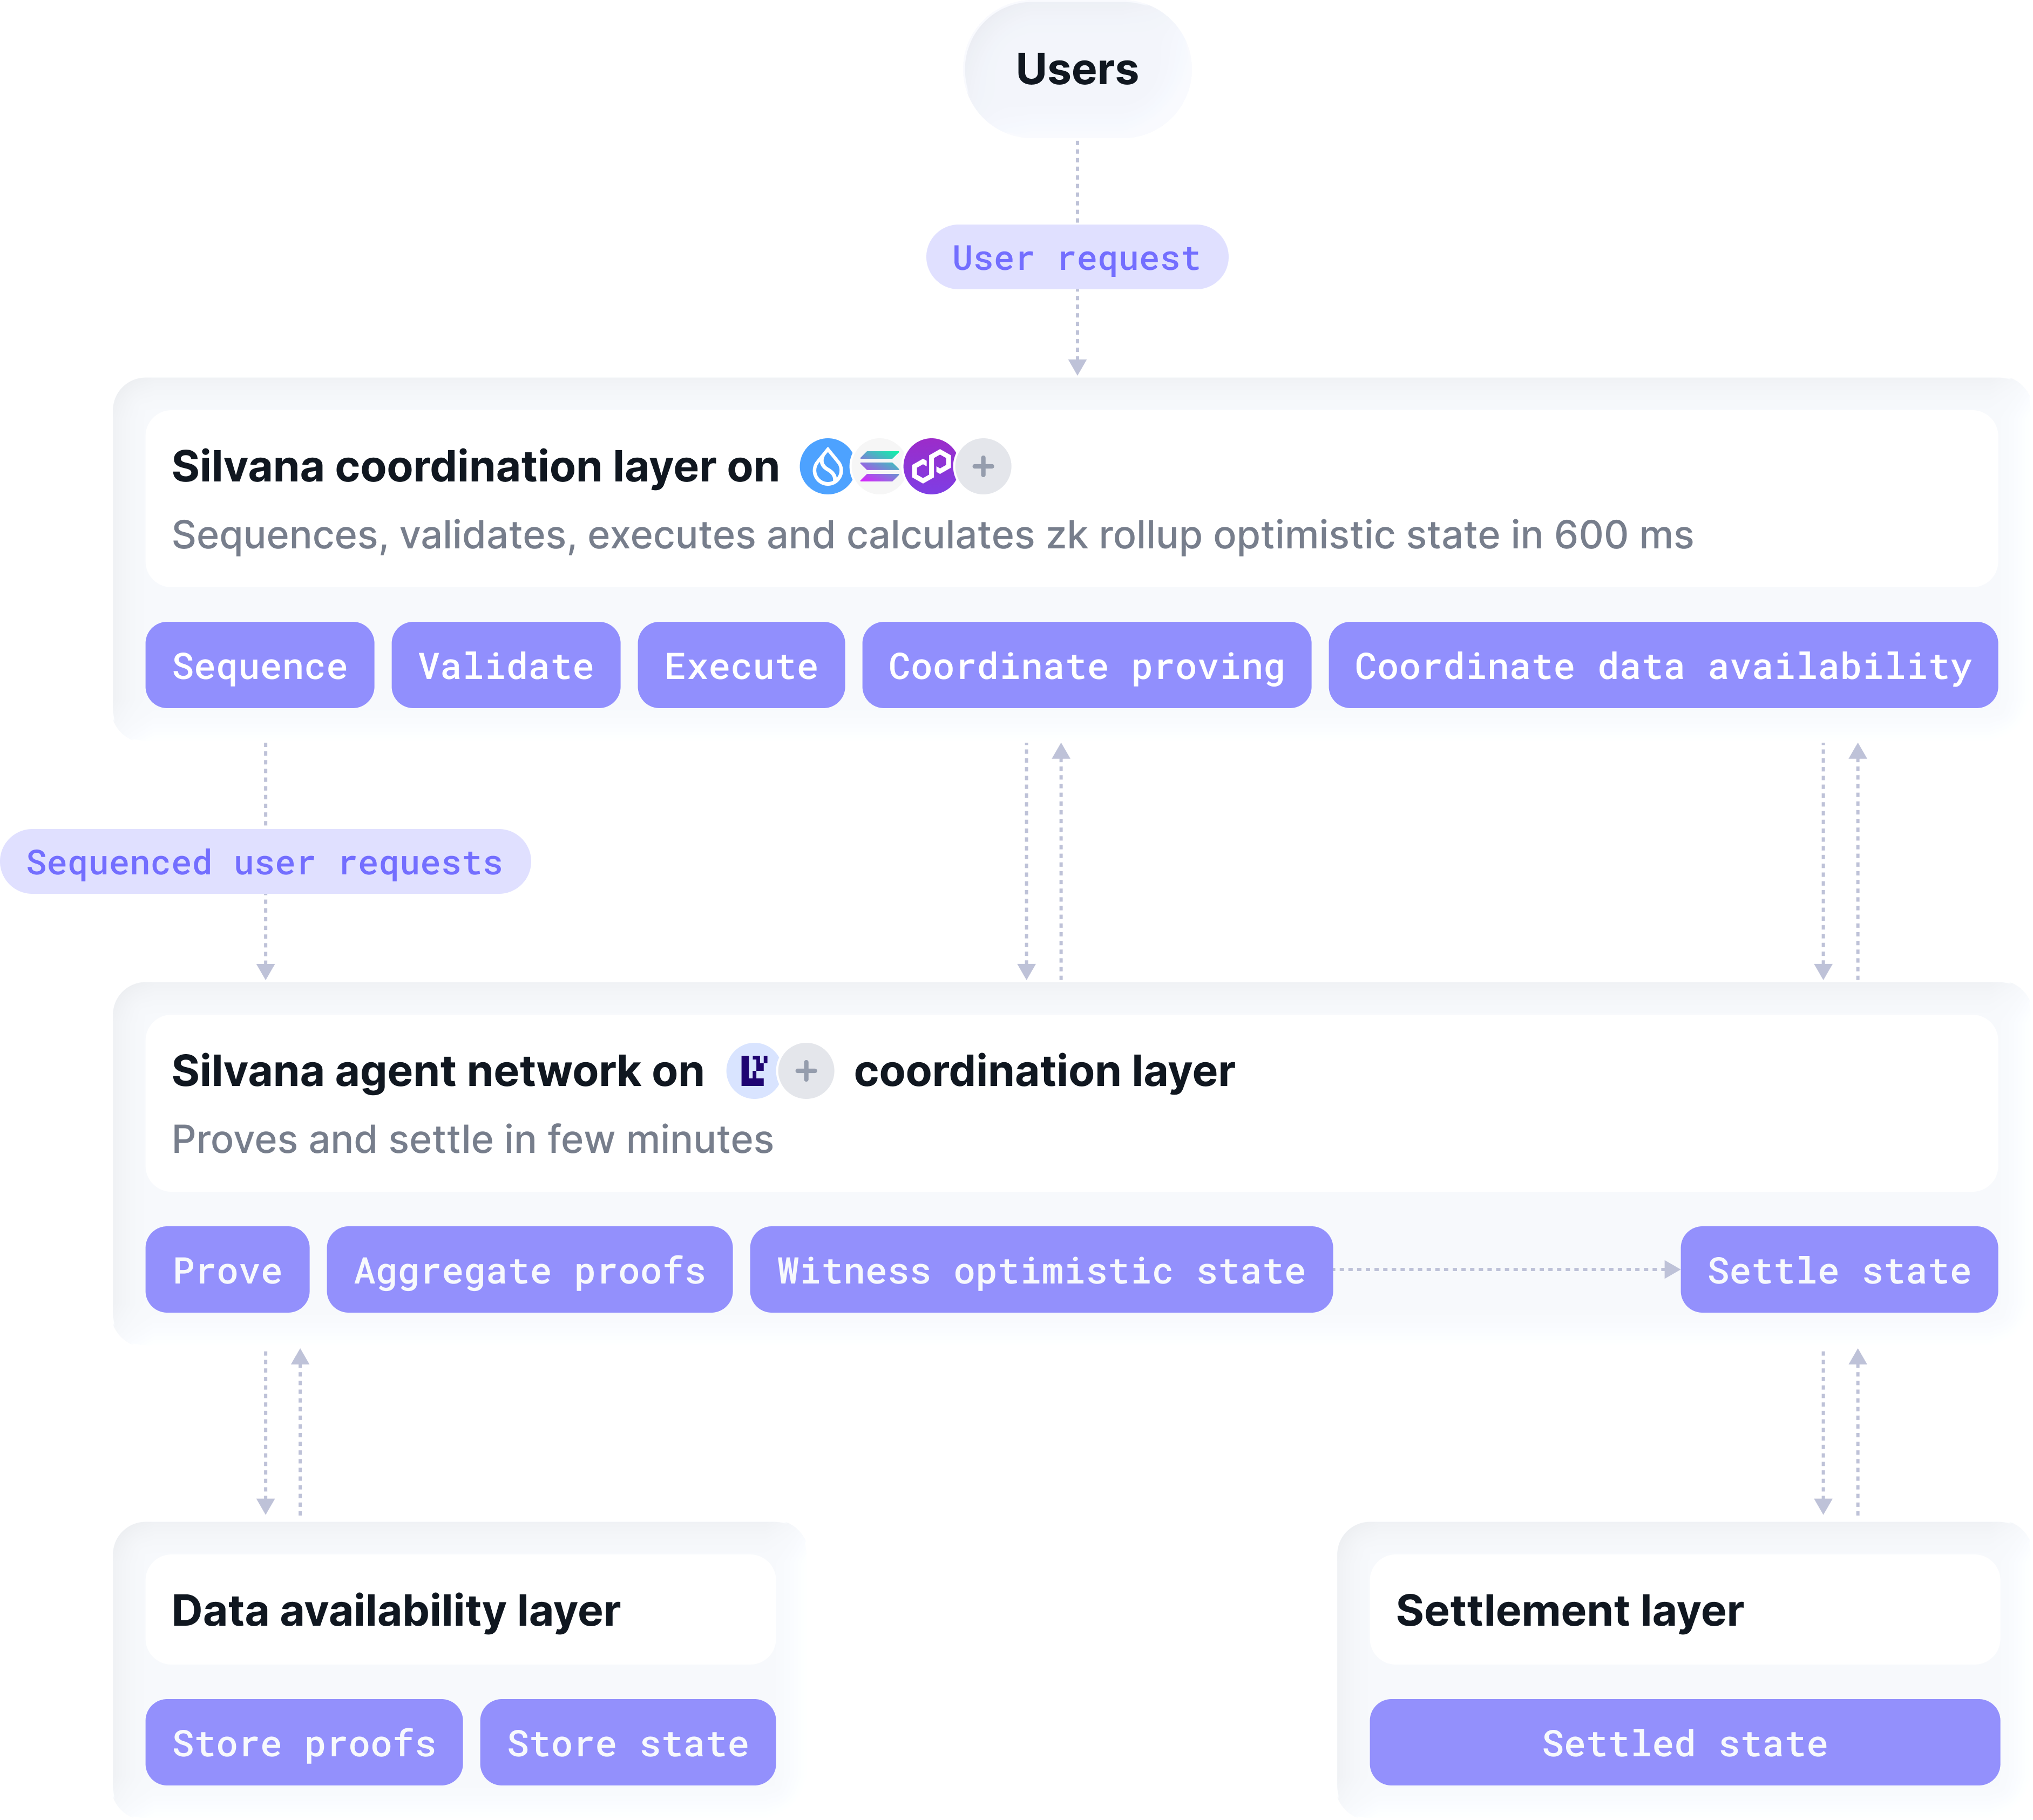 Users
User request
Silvana coordination layer on
Sequences, validates, executes and calculates zk rollup optimistic state in 600 ms
Sequence Validate Execute Coordinate proving Coordinate data availability
Sequenced user requests
Silvana agent network on coordination layer
Proves and settle in few minutes
Prove Aggregate proofs Witness optimistic state Settle state
Data availability layer
Settlement layer
Store proofs Store state
Settled state